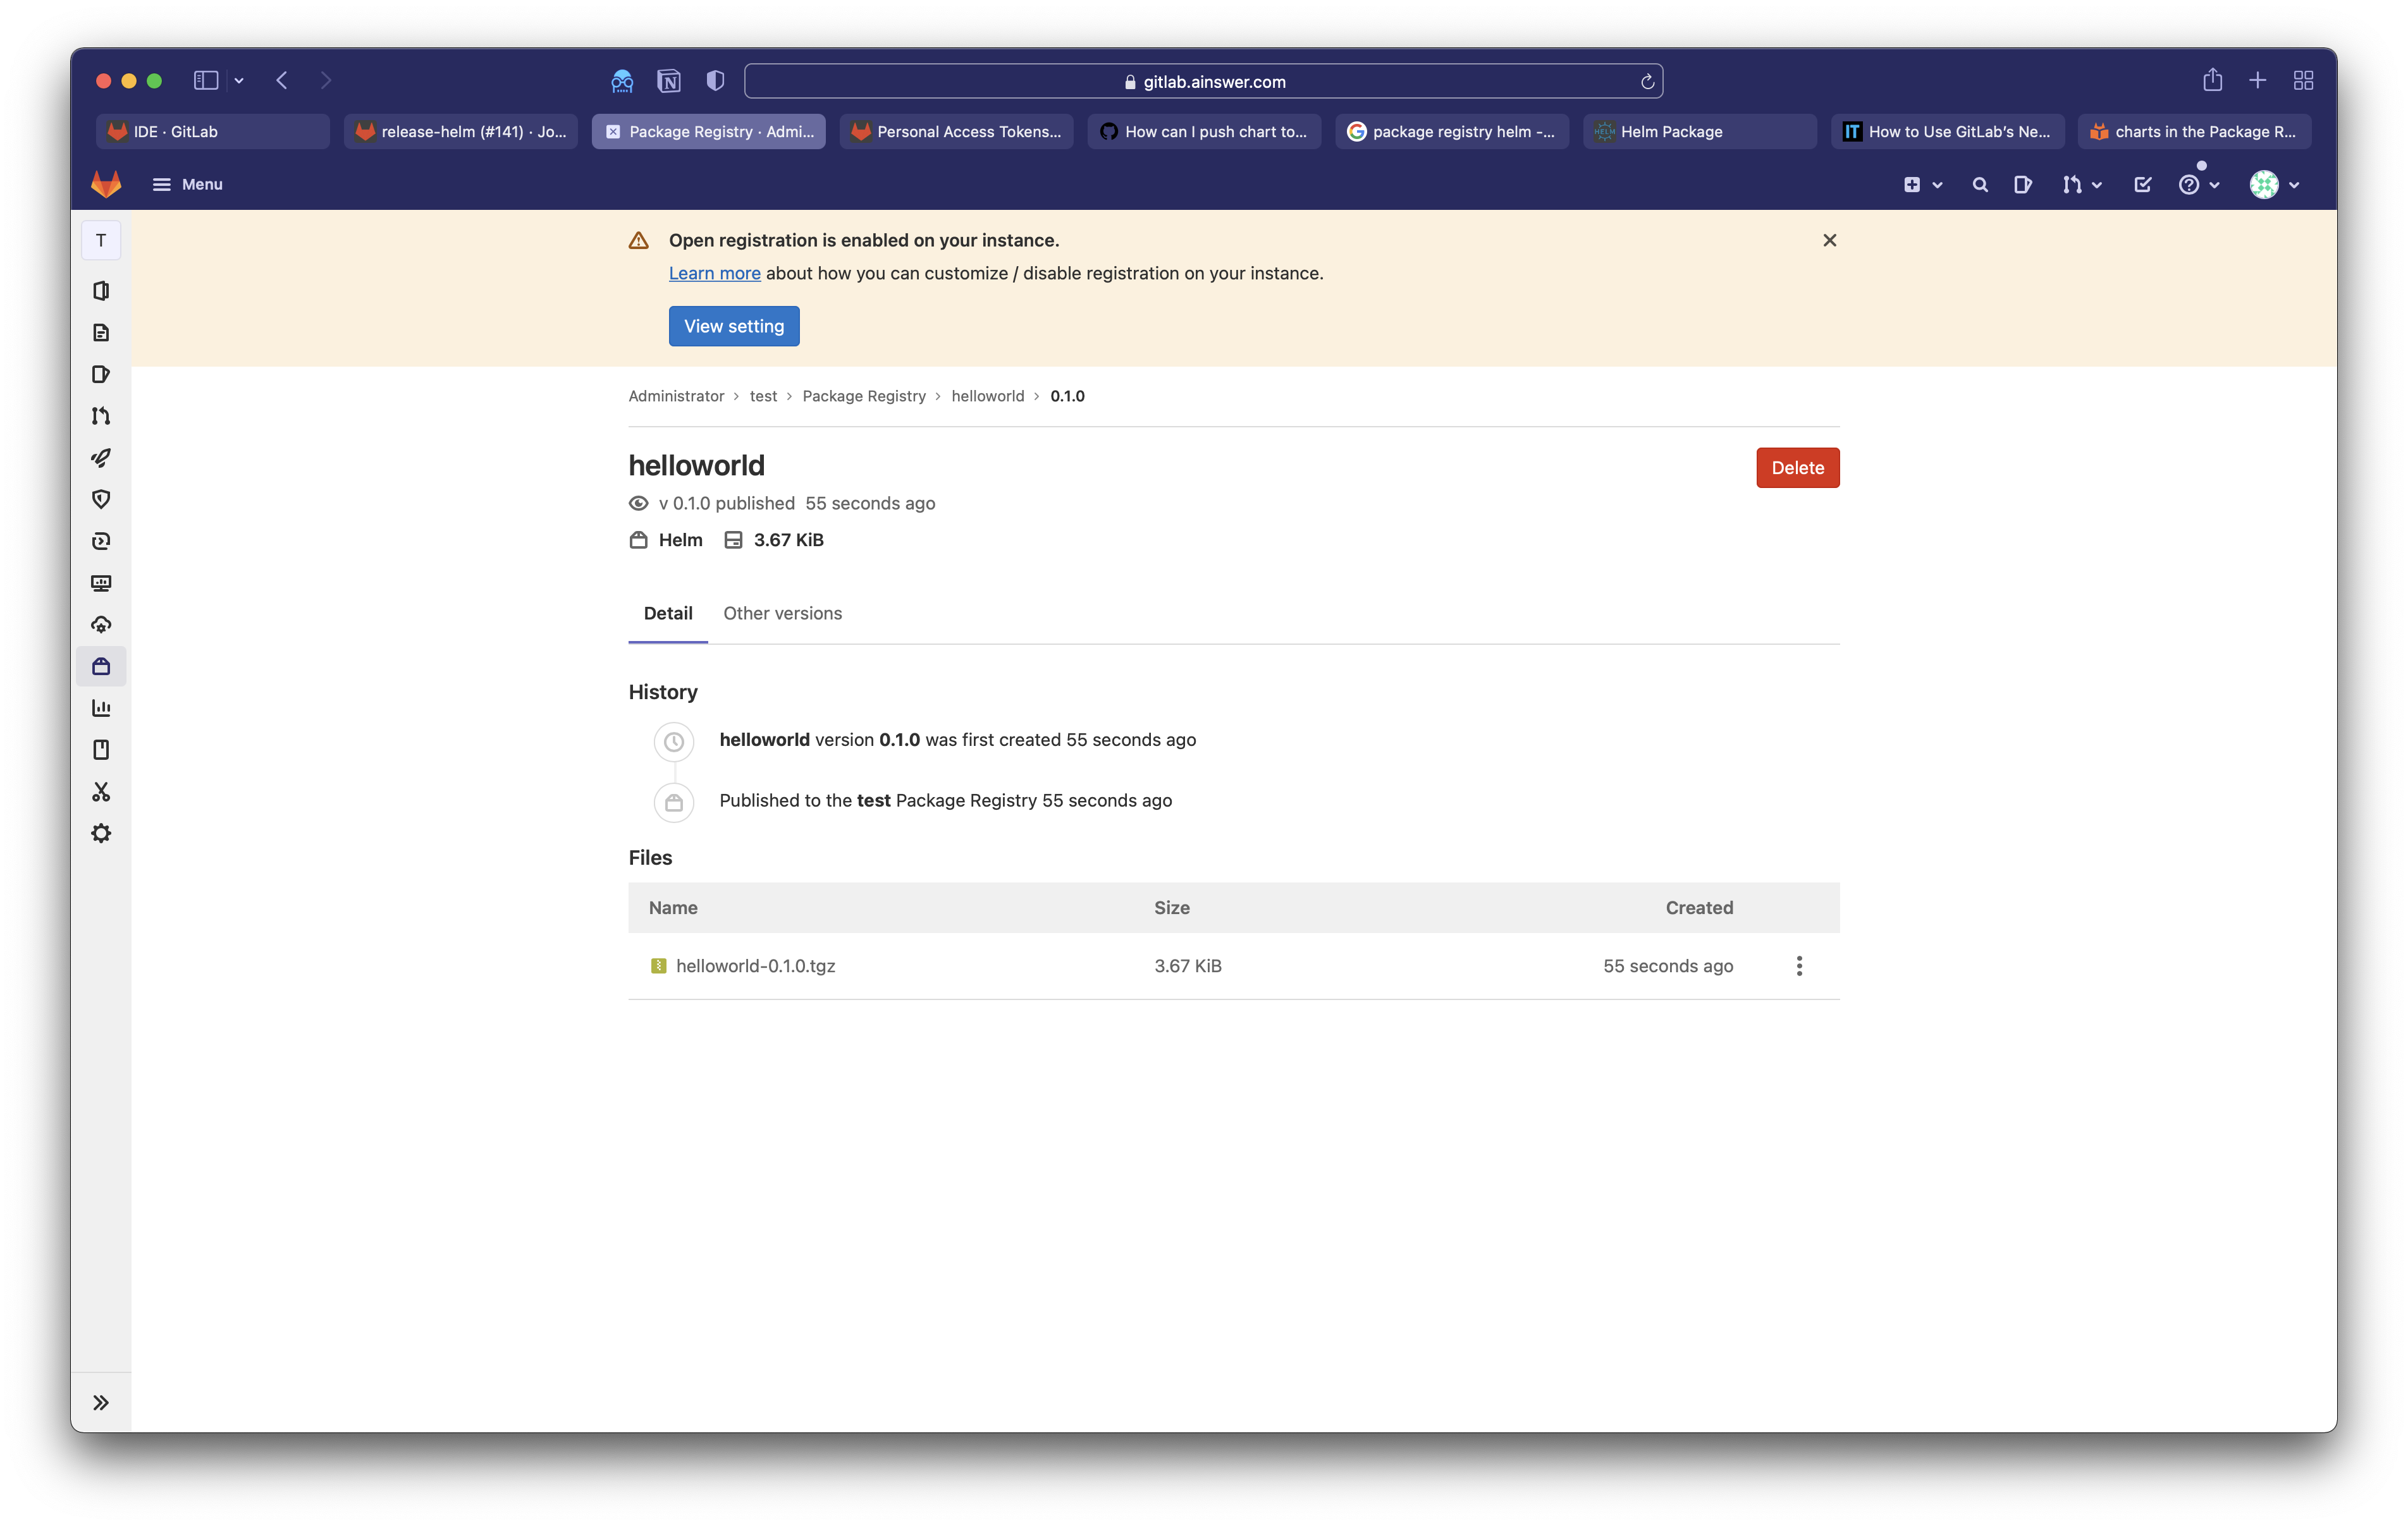 gitlab.ainswer.com
IDE · GitLab
release-helm (#141) · Jo...
Package Registry · Admi...
Personal Access Tokens...
How can I push chart to...
package registry helm -...
Helm Package
How to Use GitLab's Ne...
charts in the Package R...
Menu
T
Open registration is enabled on your instance.
Learn more about how you can customize / disable registration on your instance.
View setting
Administrator > test > Package Registry > helloworld > 0.1.0
helloworld
Delete
v 0.1.0 published 55 seconds ago
Helm 3.67 KiB
Detail Other versions
History
helloworld version 0.1.0 was first created 55 seconds ago
Published to the test Package Registry 55 seconds ago
Files
Name Size Created
helloworld-0.1.0.tgz 3.67 KiB 55 seconds ago